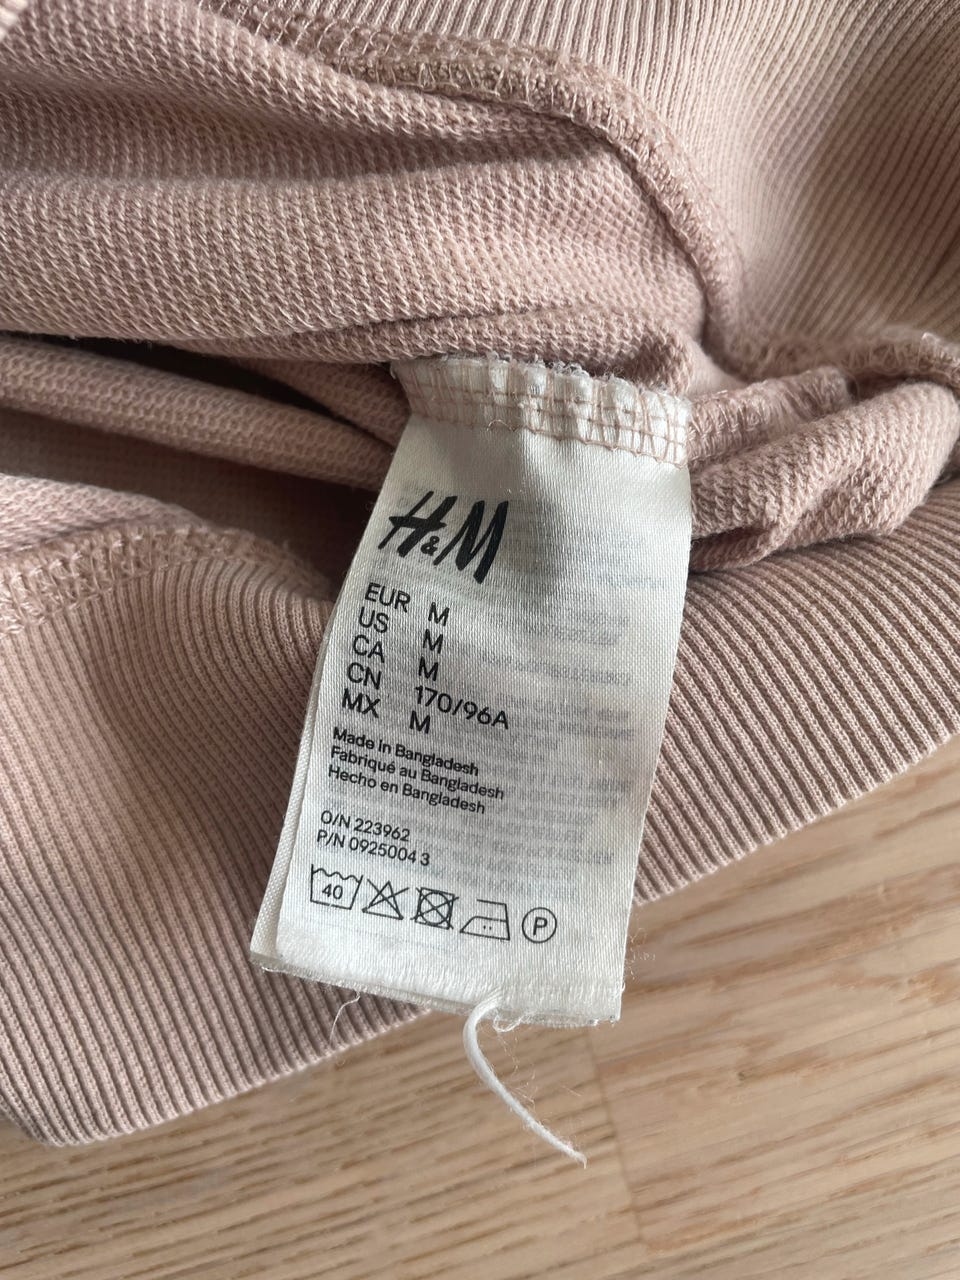 H&M
EUR M
US M
CA M
CN 170/96A
MX M
Made in Bangladesh
Fabriqué au Bangladesh
Hecho en Bangladesh
O/N 223962
P/N 0925004 3
40
P